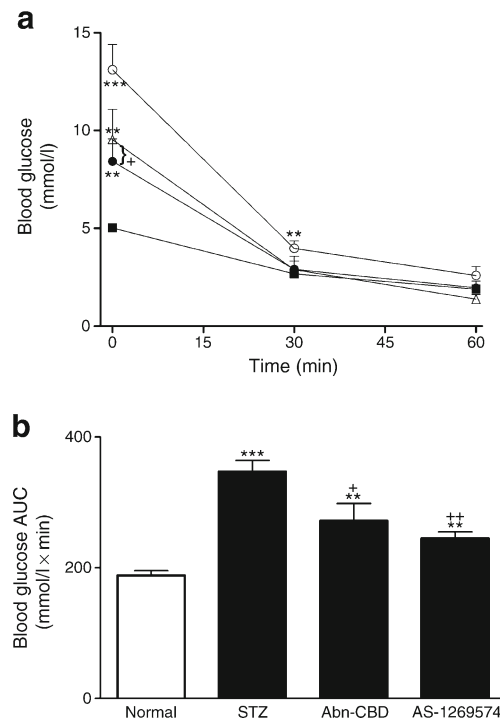 a
15
10
5
0
Blood glucose
(mmol/l)
***
**
} +
**
**
+
0 15 30 45 60
Time (min)
b
400
200
0
Blood glucose AUC
(mmol/l × min)
***
+
**
++
**
Normal STZ Abn-CBD AS-1269574